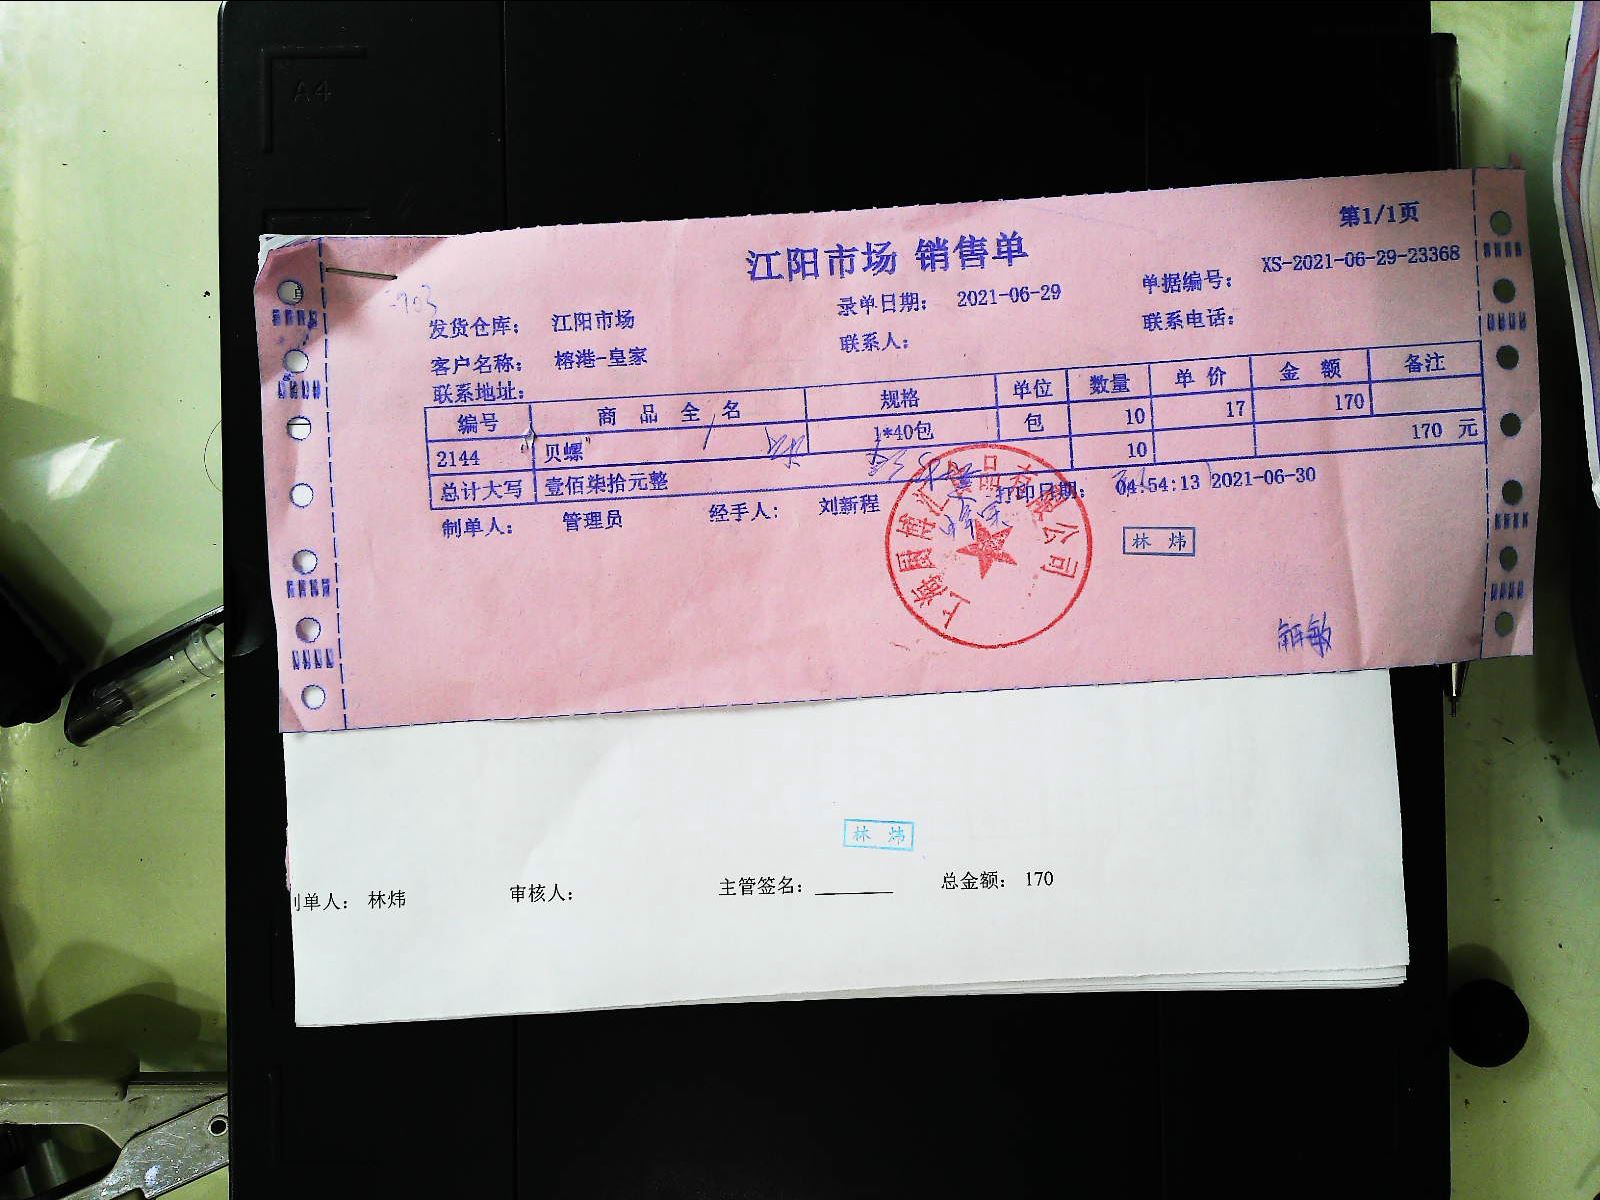 A4
第1/1页
江阳市场 销售单
单据编号： XS-2021-06-29-23368
录单日期： 2021-06-29
发货仓库： 江阳市场
联系电话：
联系人：
客户名称： 榕港-皇家
联系地址：
编号 商品全名 规格 单位 数量 单价 金额 备注
2144 贝螺 1*40包 包 10 17 170
10 170 元
总计大写 壹佰柒拾元整
制单人： 管理员 经手人： 刘新程 打印日期： 04:54:13 2021-06-30
林炜
林炜
制单人： 林炜 审核人： 主管签名： 总金额： 170